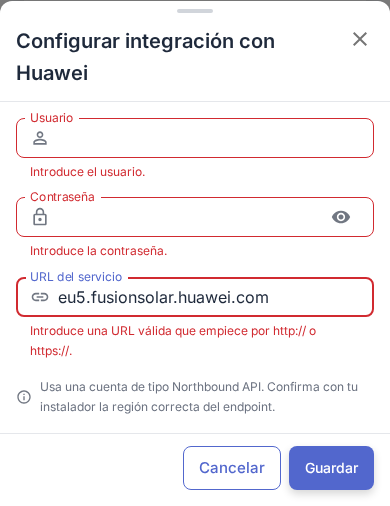 Configurar integración con
Huawei
Usuario
Introduce el usuario.
Contraseña
Introduce la contraseña.
URL del servicio
eu5.fusionsolar.huawei.com
Introduce una URL válida que empiece por http:// o
https://.
Usa una cuenta de tipo Northbound API. Confirma con tu
instalador la región correcta del endpoint.
Cancelar
Guardar